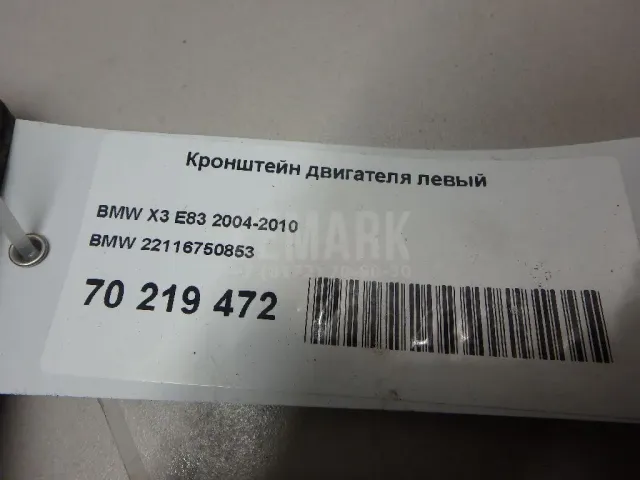 Кронштейн двигателя левый
BMW X3 E83 2004-2010
BMW 22116750853
70 219 472